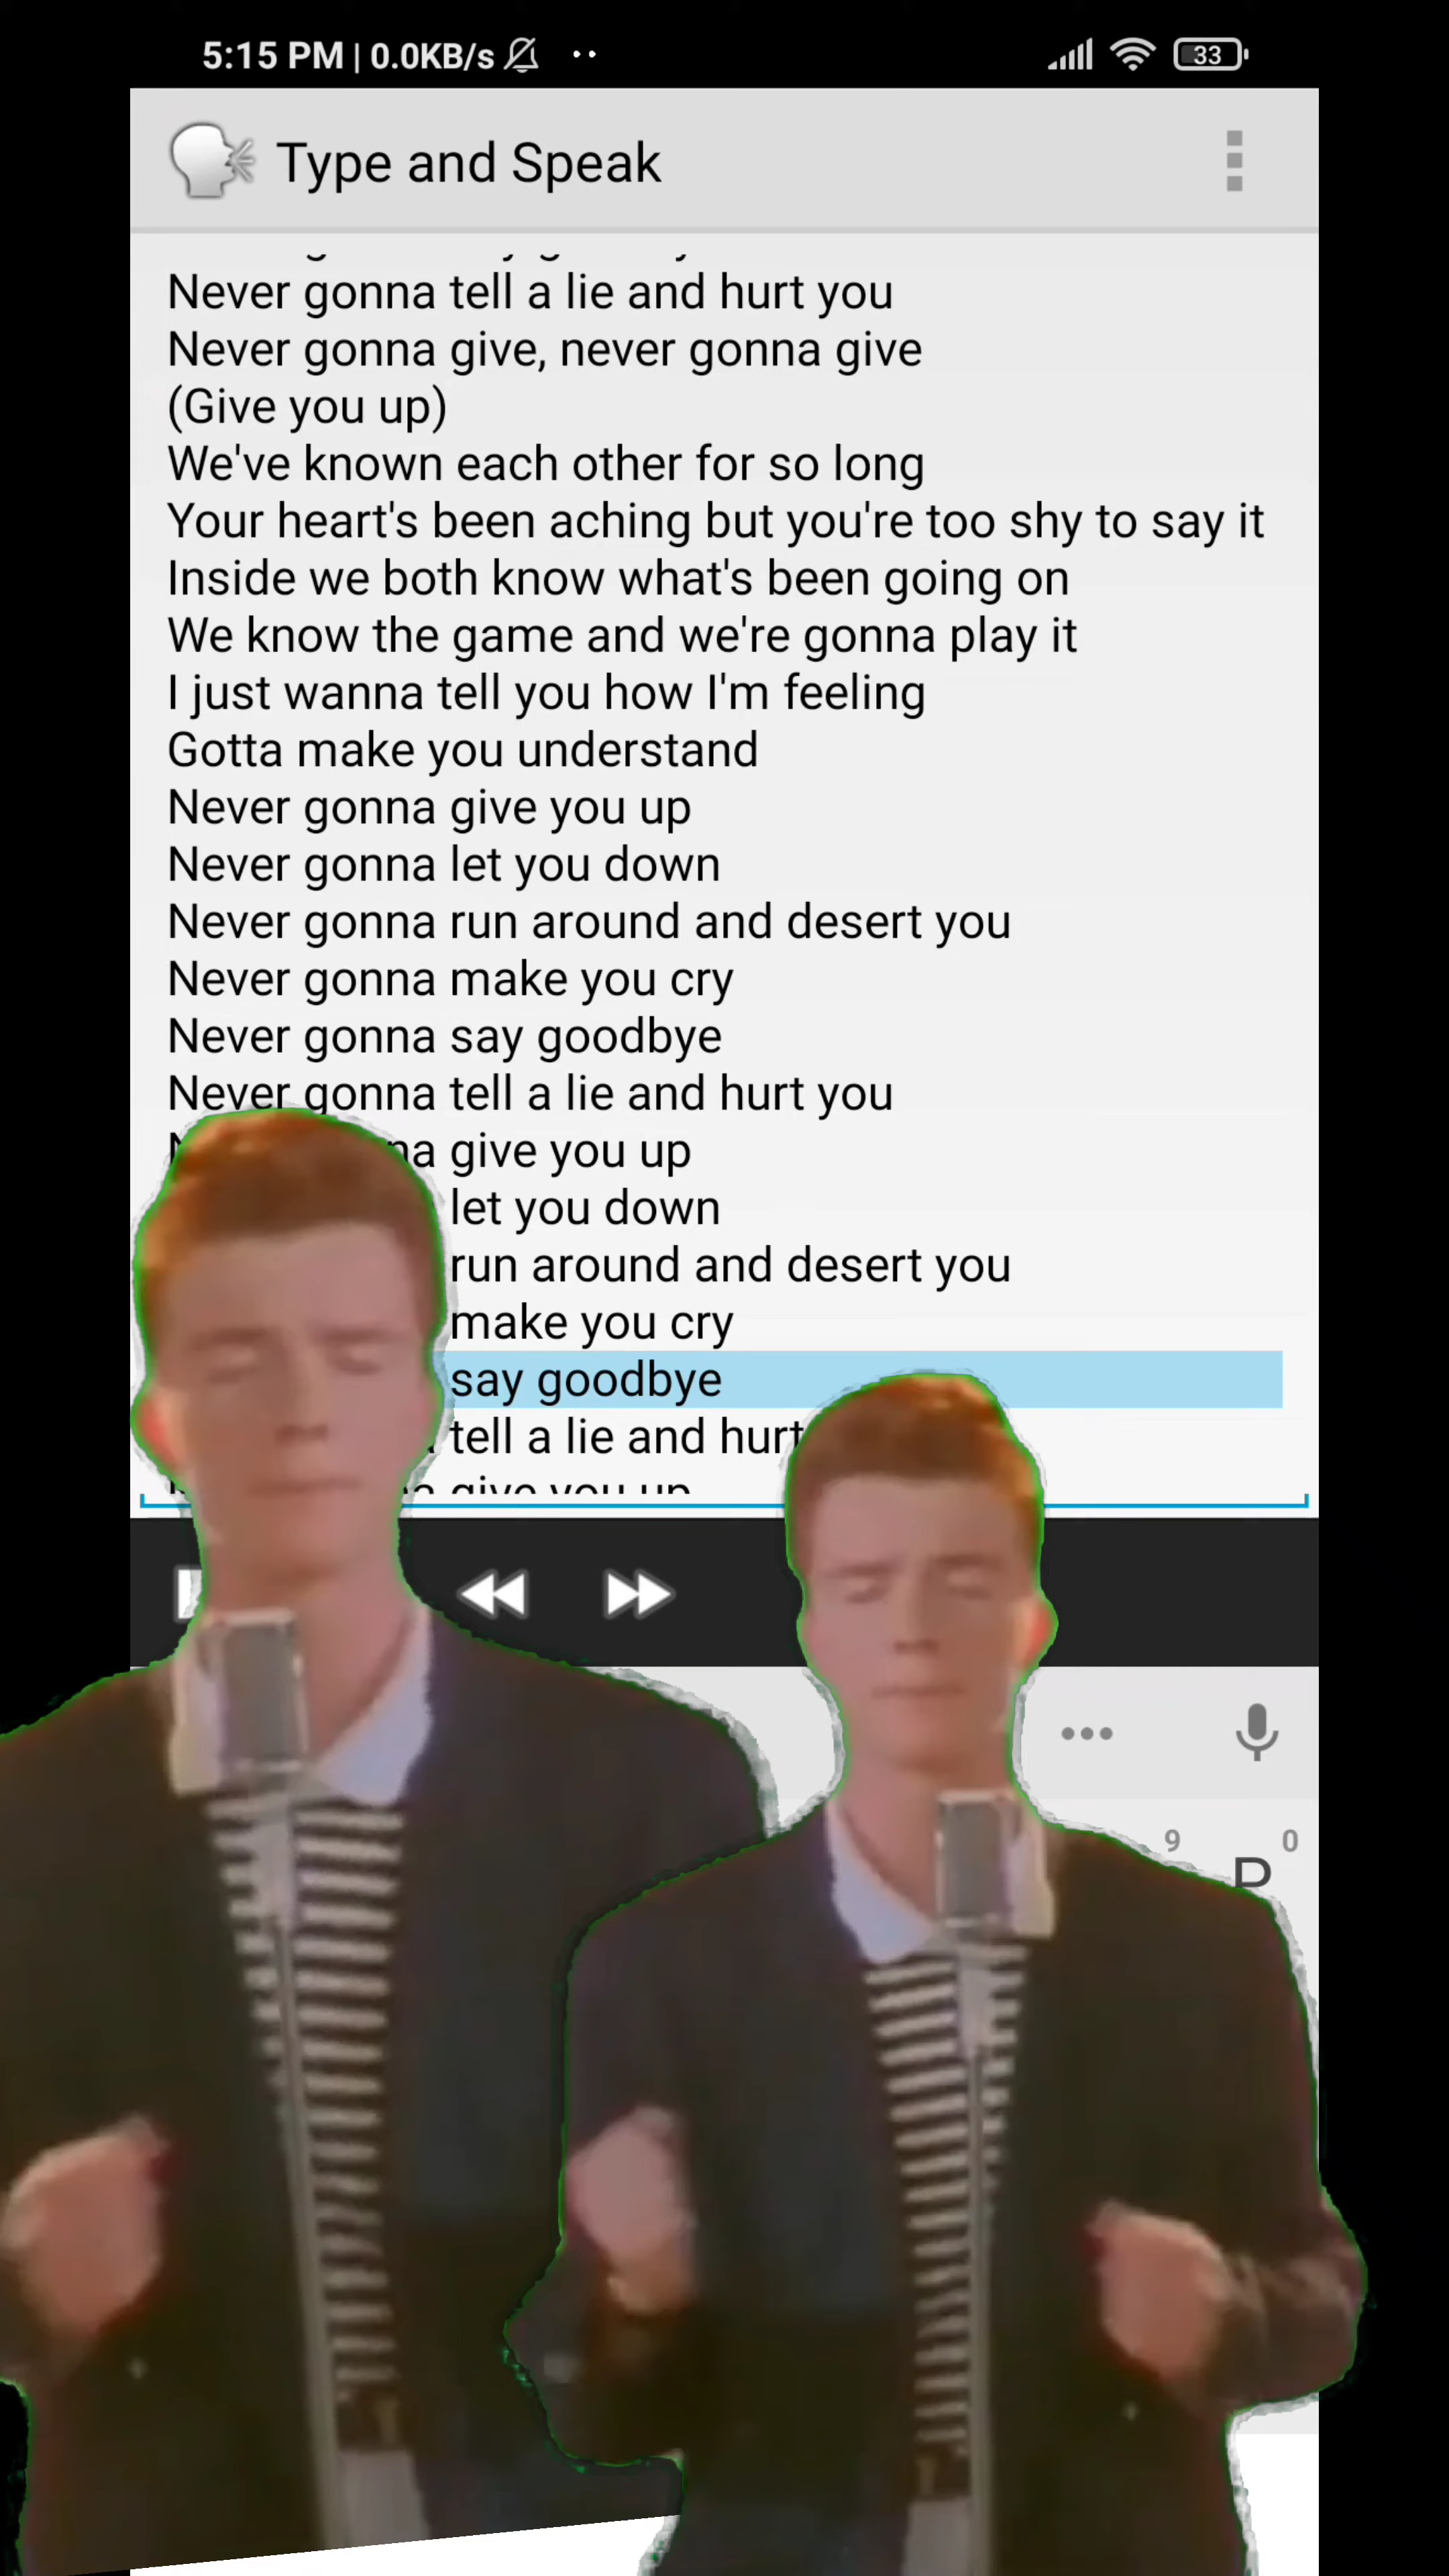 5:15 PM | 0.0KB/s
33
Type and Speak
Never gonna tell a lie and hurt you
Never gonna give, never gonna give
(Give you up)
We've known each other for so long
Your heart's been aching but you're too shy to say it
Inside we both know what's been going on
We know the game and we're gonna play it
I just wanna tell you how I'm feeling
Gotta make you understand
Never gonna give you up
Never gonna let you down
Never gonna run around and desert you
Never gonna make you cry
Never gonna say goodbye
Never gonna tell a lie and hurt you
give you up
let you down
run around and desert you
make you cry
say goodbye
tell a lie and hurt
give you up
9 0
P